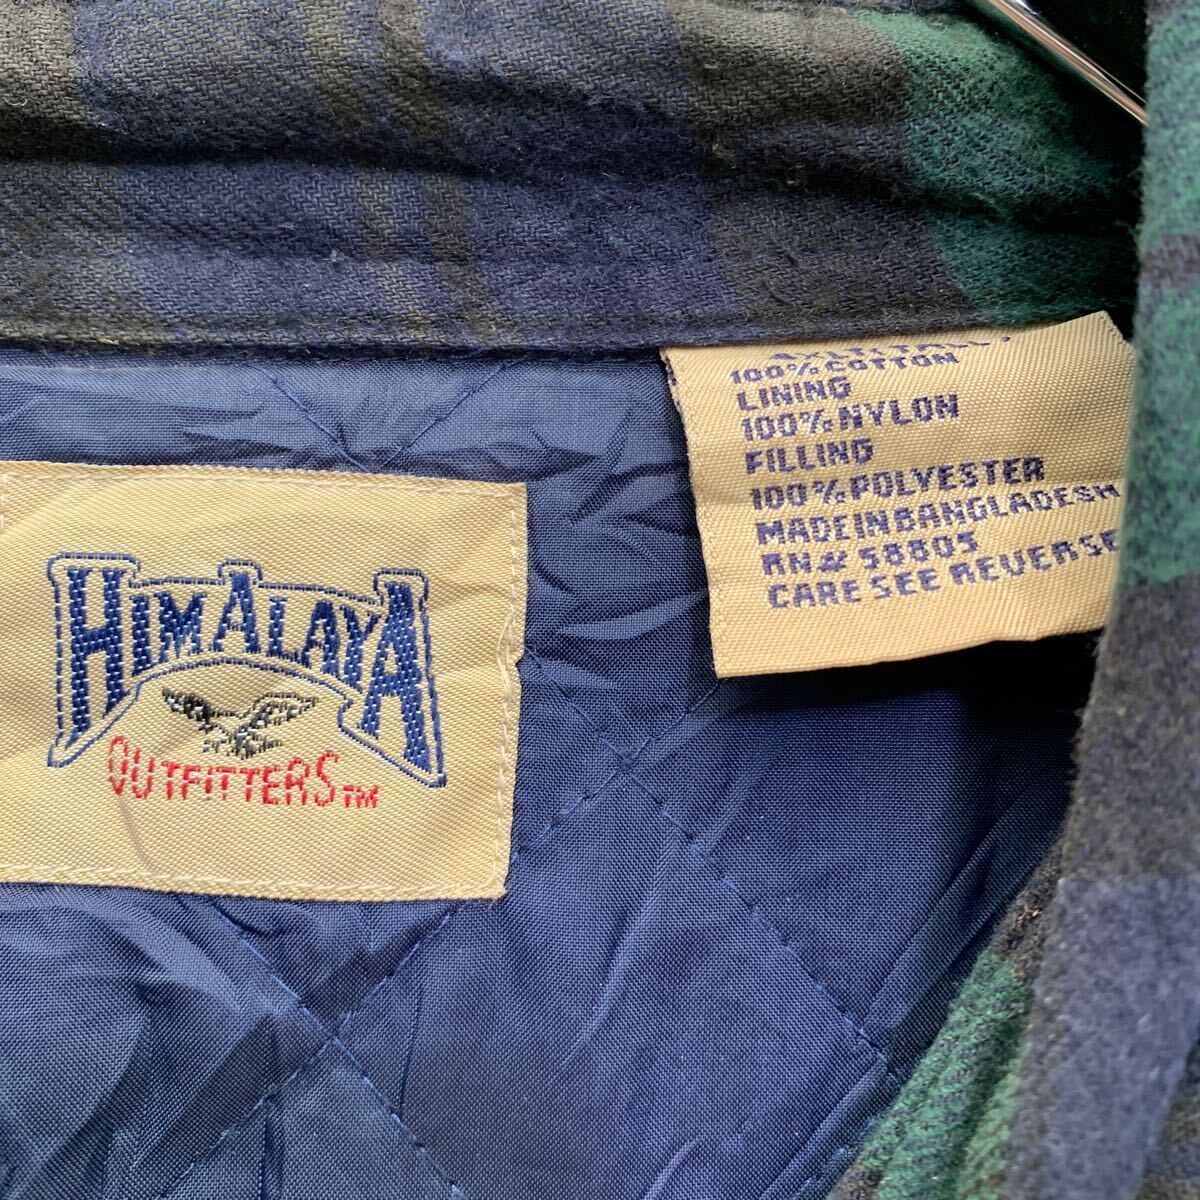 HIMALAYA
OUTFITTERS TM
100% COTTON
LINING
100% NYLON
FILLING
100% POLYESTER
MADE IN BANGLADESH
RN# 58805
CARE SEE REVERSE